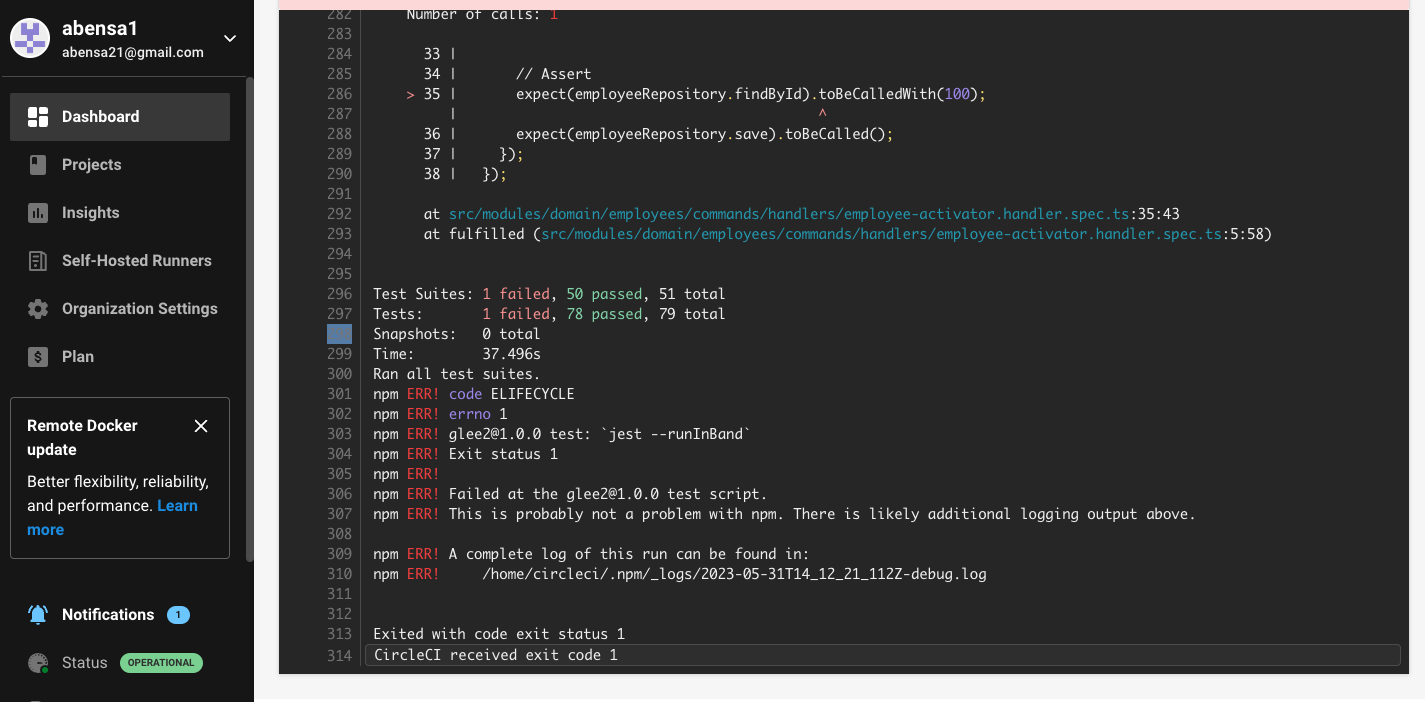 abensa1
abensa21@gmail.com
Dashboard
Projects
Insights
Self-Hosted Runners
Organization Settings
Plan
Remote Docker
update
Better flexibility, reliability,
and performance. Learn
more
Notifications 1
Status OPERATIONAL
282 Number of calls: 1
283
284 33 |
285 34 | // Assert
286 > 35 | expect(employeeRepository.findById).toBeCalledWith(100);
287 | ^
288 36 | expect(employeeRepository.save).toBeCalled();
289 37 | });
290 38 | });
291
292 at src/modules/domain/employees/commands/handlers/employee-activator.handler.spec.ts:35:43
293 at fulfilled (src/modules/domain/employees/commands/handlers/employee-activator.handler.spec.ts:5:58)
294
295
296 Test Suites: 1 failed, 50 passed, 51 total
297 Tests: 1 failed, 78 passed, 79 total
Snapshots: 0 total
299 Time: 37.496s
300 Ran all test suites.
301 npm ERR! code ELIFECYCLE
302 npm ERR! errno 1
303 npm ERR! glee2@1.0.0 test: `jest --runInBand`
304 npm ERR! Exit status 1
305 npm ERR!
306 npm ERR! Failed at the glee2@1.0.0 test script.
307 npm ERR! This is probably not a problem with npm. There is likely additional logging output above.
308
309 npm ERR! A complete log of this run can be found in:
310 npm ERR! /home/circleci/.npm/_logs/2023-05-31T14_12_21_112Z-debug.log
311
312
313 Exited with code exit status 1
314 CircleCI received exit code 1